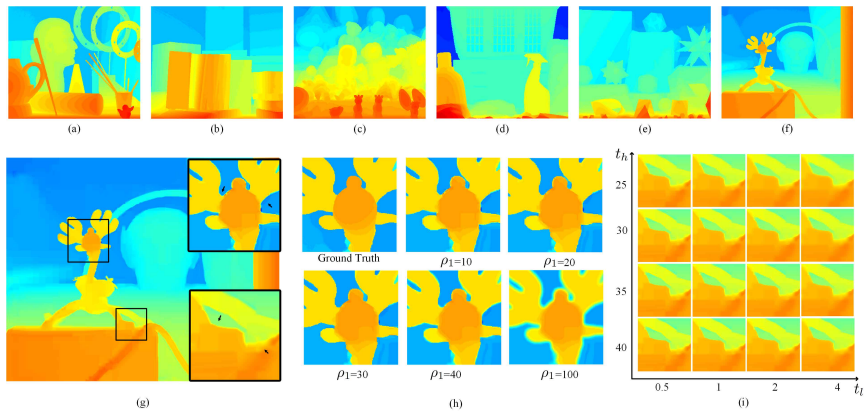 (a) (b) (c) (d) (e) (f)
Ground Truth ρ₁=10 ρ₁=20
ρ₁=30 ρ₁=40 ρ₁=100
t_h
25
30
35
40
0.5 1 2 4 t_l
(g) (h) (i)